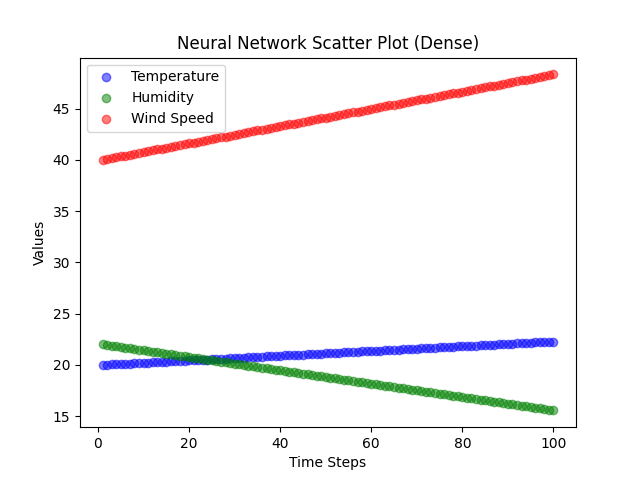 Neural Network Scatter Plot (Dense)
Temperature
Humidity
Wind Speed
45
40
35
30
25
20
15
Values
0 20 40 60 80 100
Time Steps